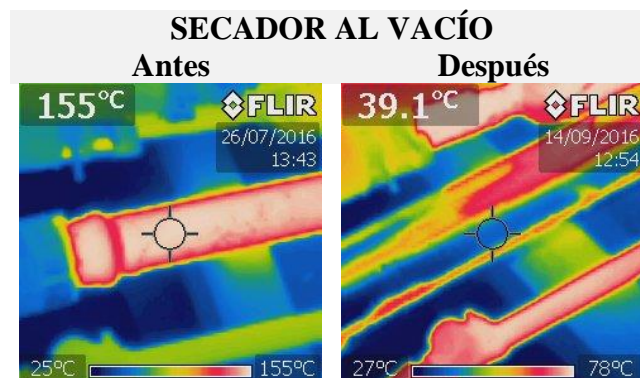 SECADOR AL VACÍO
Antes Después
155°C FLIR
26/07/2016
13:43
25°C 155°C
39.1°C FLIR
14/09/2016
12:54
27°C 78°C